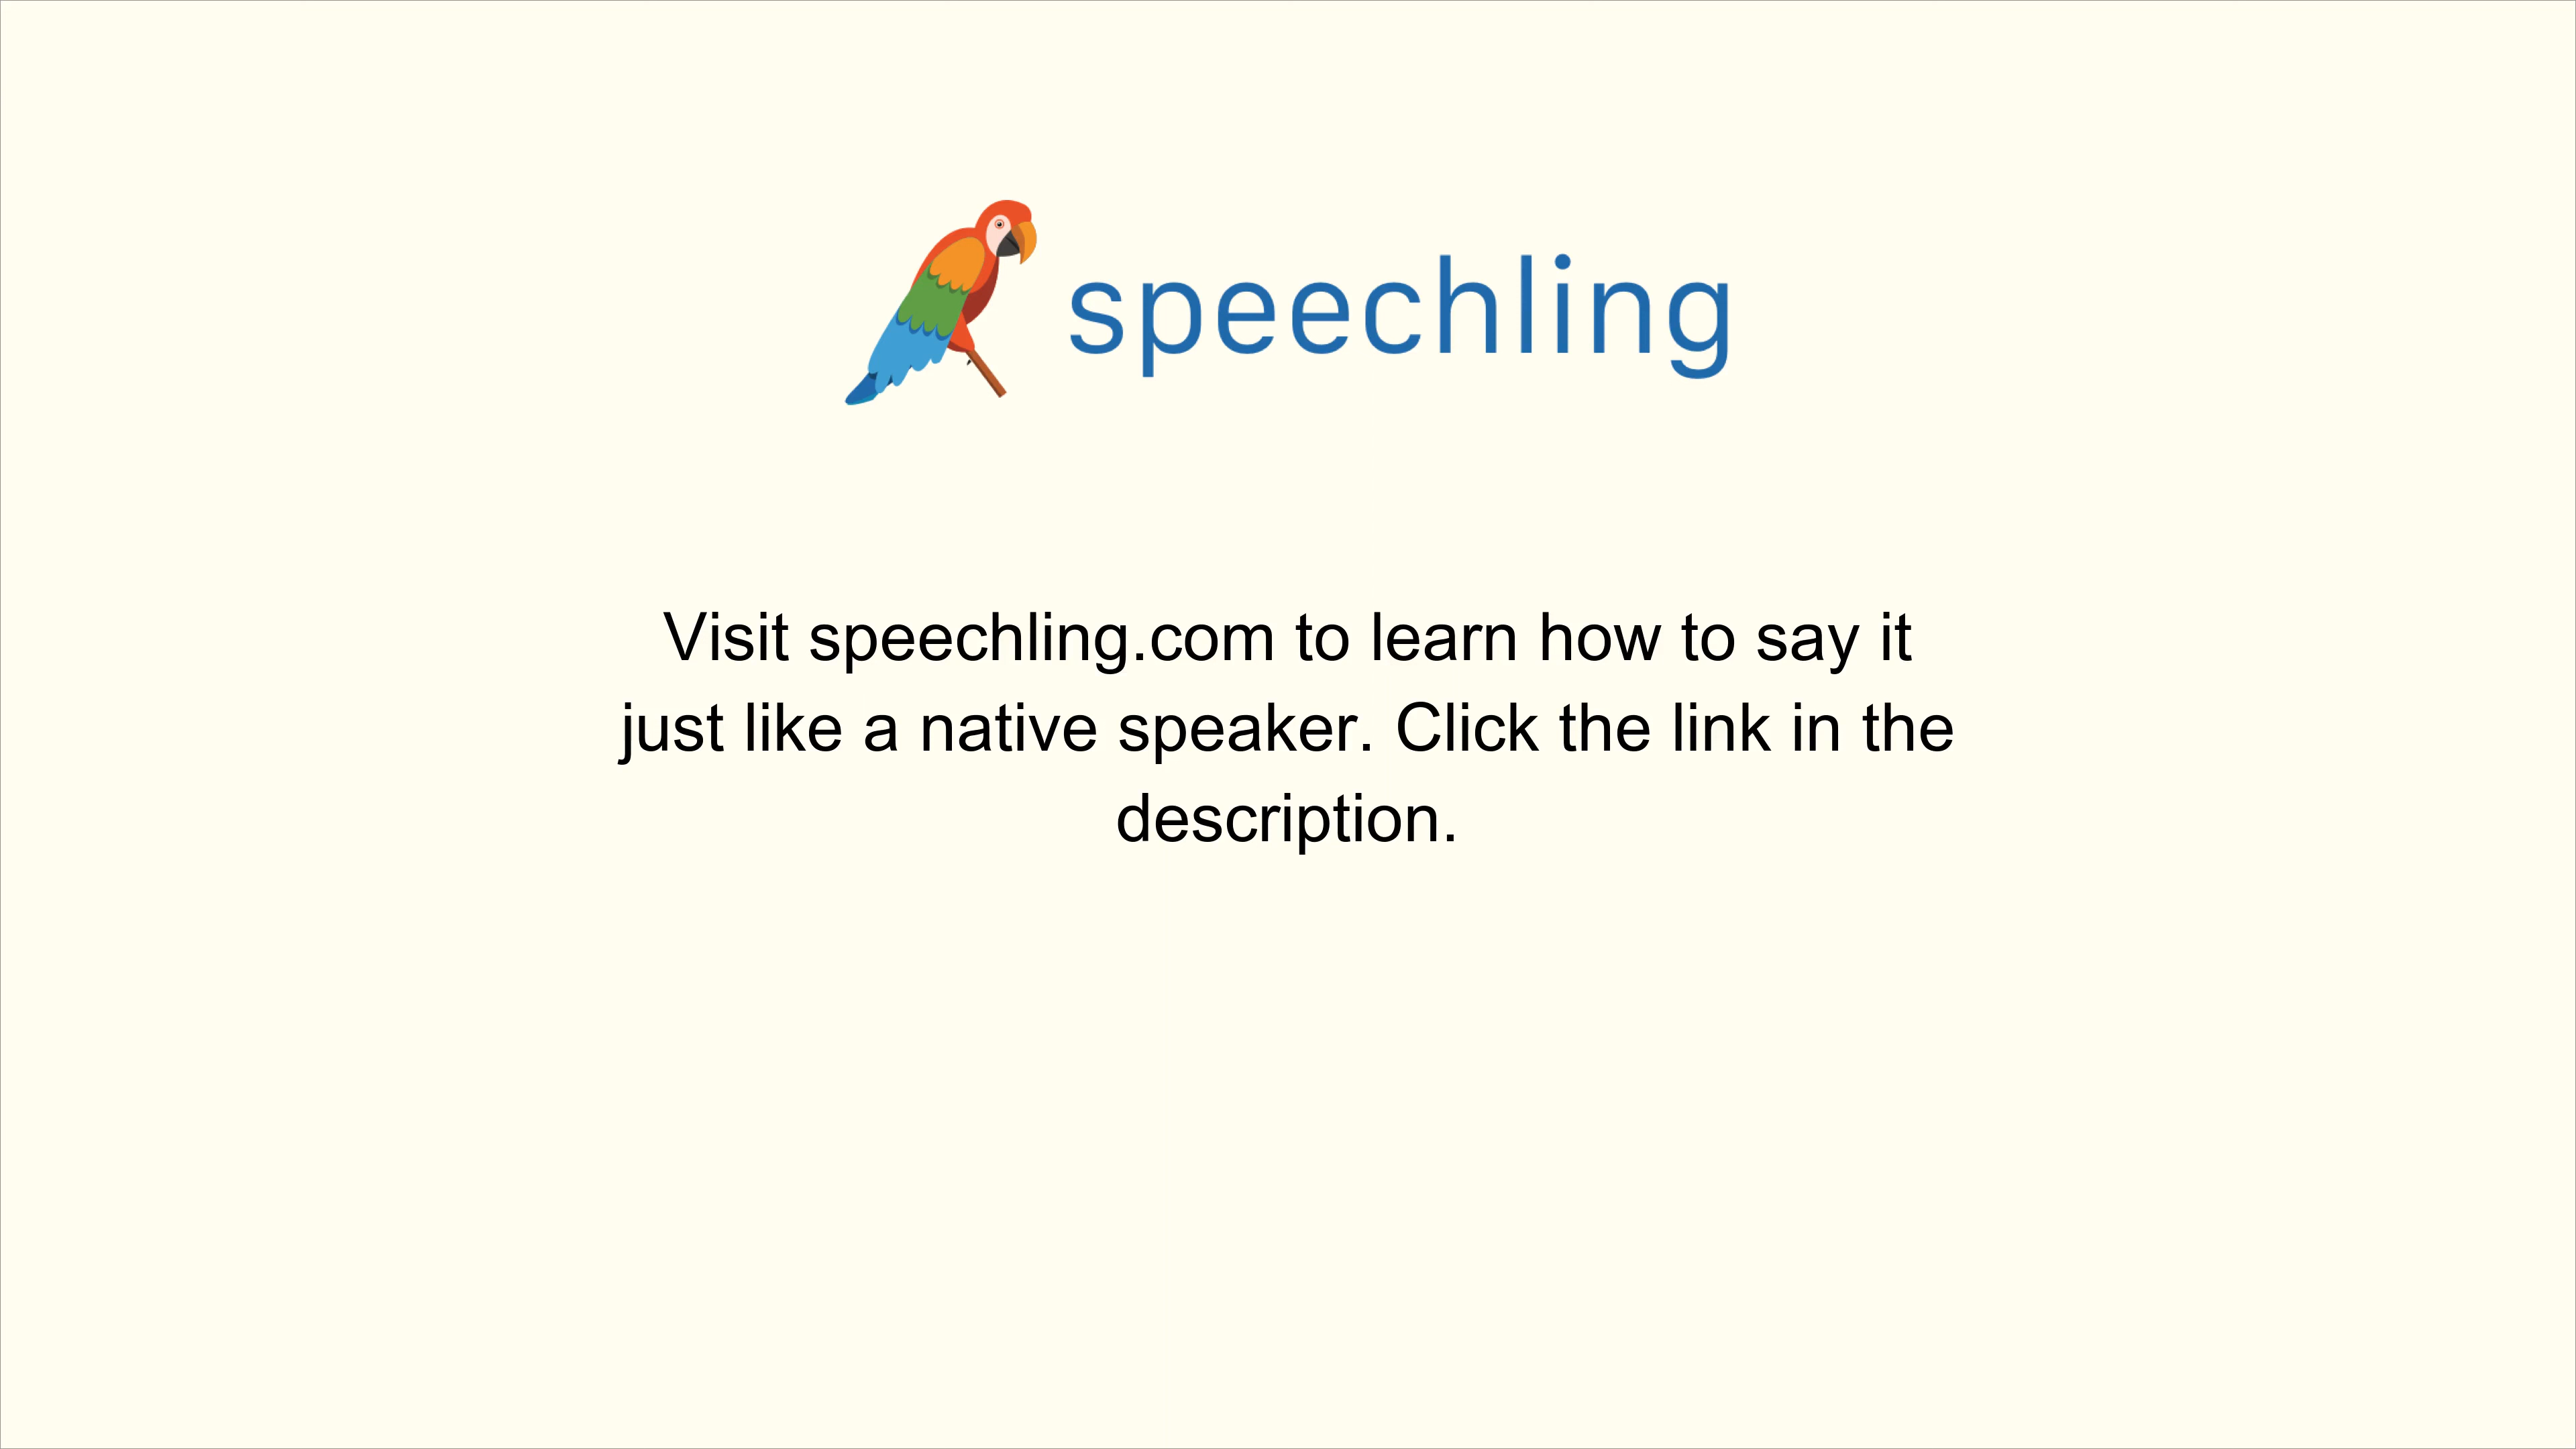 speechling
Visit speechling.com to learn how to say it
just like a native speaker. Click the link in the
description.